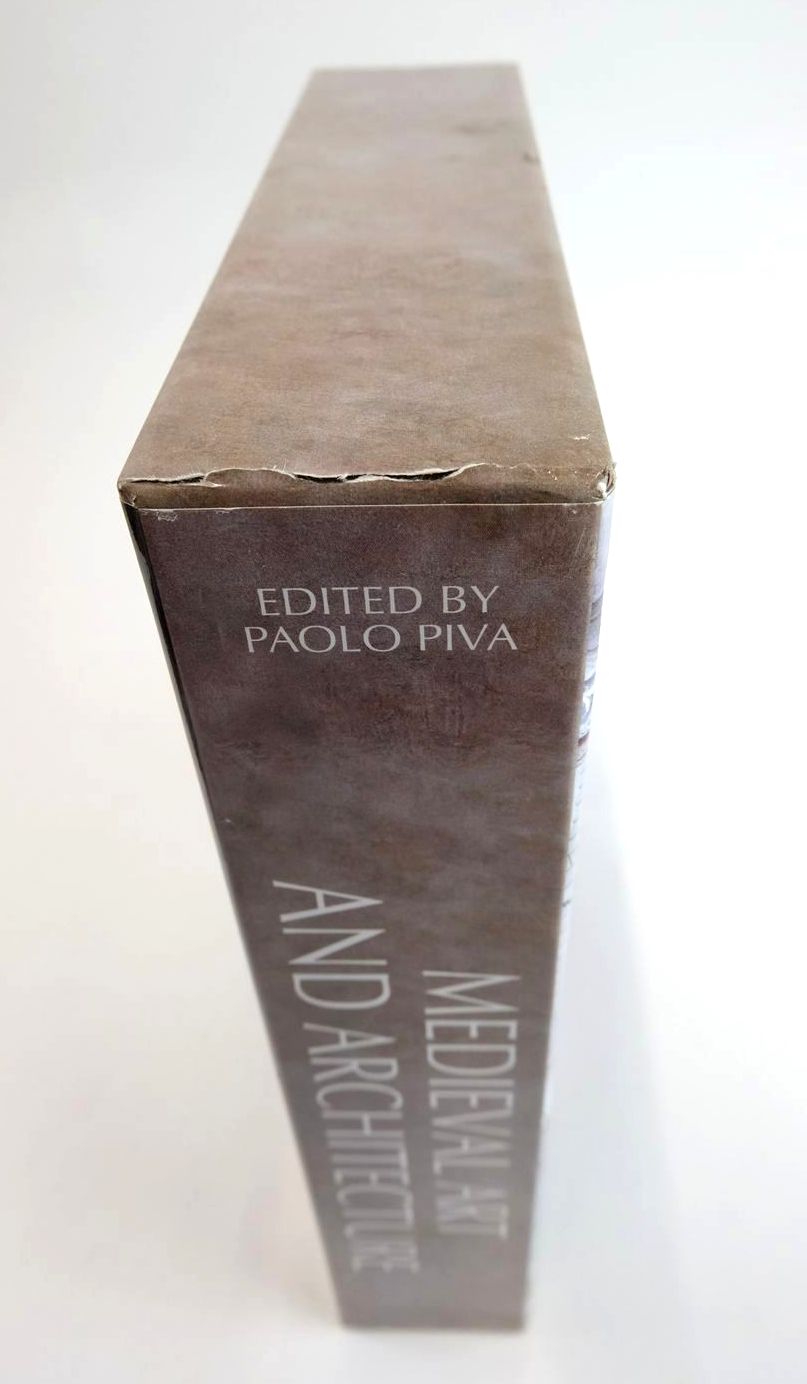 EDITED BY
PAOLO PIVA
MEDIEVAL ART
AND ARCHITECTURE